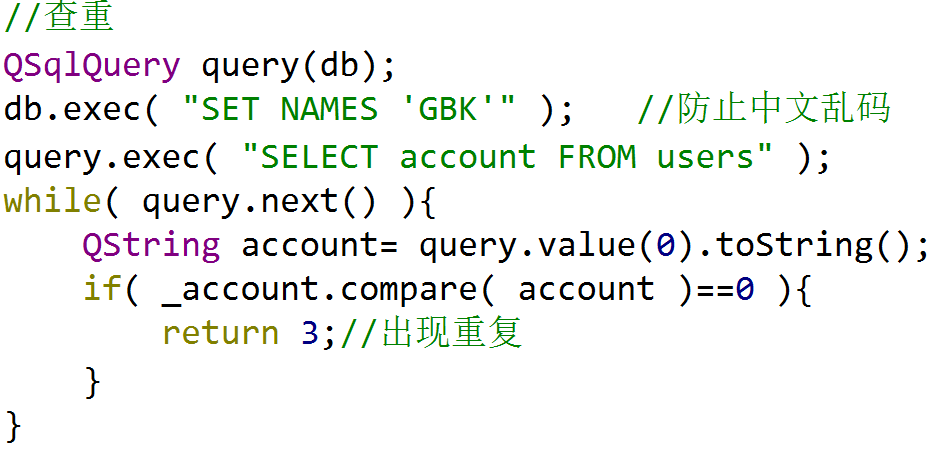 //查重
QSqlQuery query(db);
db.exec( "SET NAMES 'GBK'" );   //防止中文乱码
query.exec( "SELECT account FROM users" );
while( query.next() ){
    QString account= query.value(0).toString();
    if( _account.compare( account )==0 ){
        return 3;//出现重复
    }
}